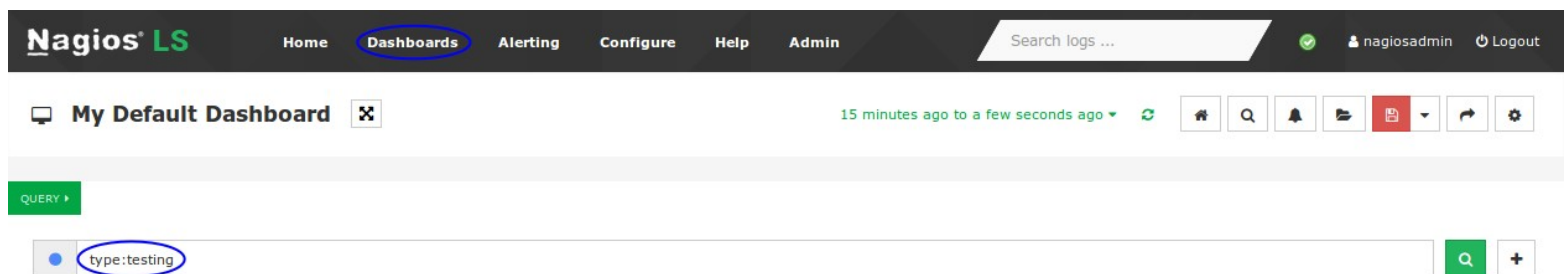 Nagios® LS Home Dashboards Alerting Configure Help Admin Search logs ... nagiosadmin Logout
My Default Dashboard 15 minutes ago to a few seconds ago
QUERY
type:testing